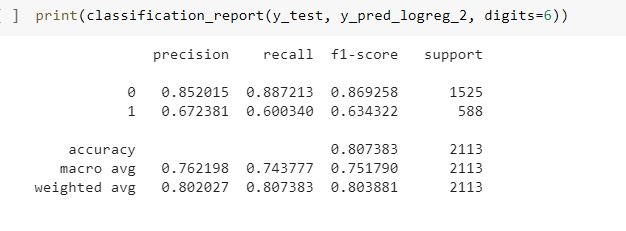 ] print(classification_report(y_test, y_pred_logreg_2, digits=6))
precision recall f1-score support
0 0.852015 0.887213 0.869258 1525
1 0.672381 0.600340 0.634322 588
accuracy 0.807383 2113
macro avg 0.762198 0.743777 0.751790 2113
weighted avg 0.802027 0.807383 0.803881 2113